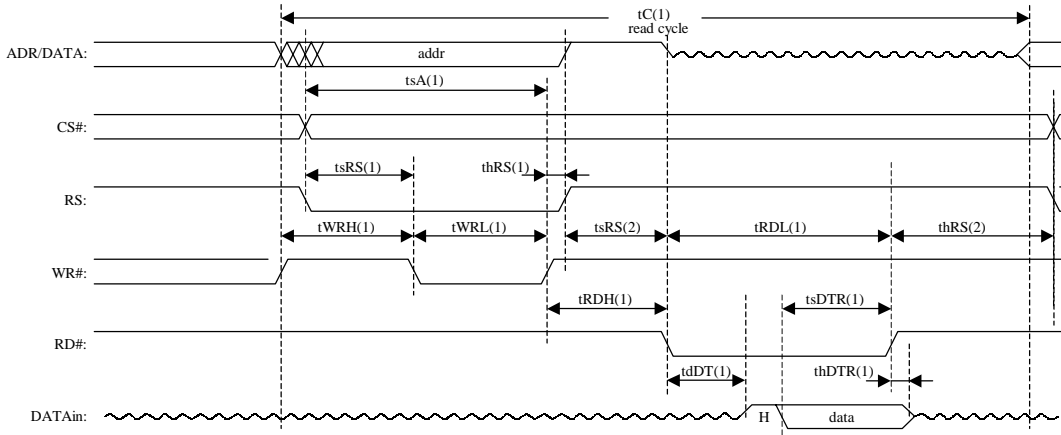 tC(1)
read cycle
ADR/DATA:
addr
tsA(1)
CS#:
tsRS(1)
thRS(1)
RS:
tWRH(1)
tWRL(1)
tsRS(2)
tRDL(1)
thRS(2)
WR#:
tRDH(1)
tsDTR(1)
RD#:
tdDT(1)
thDTR(1)
DATAin:
H
data